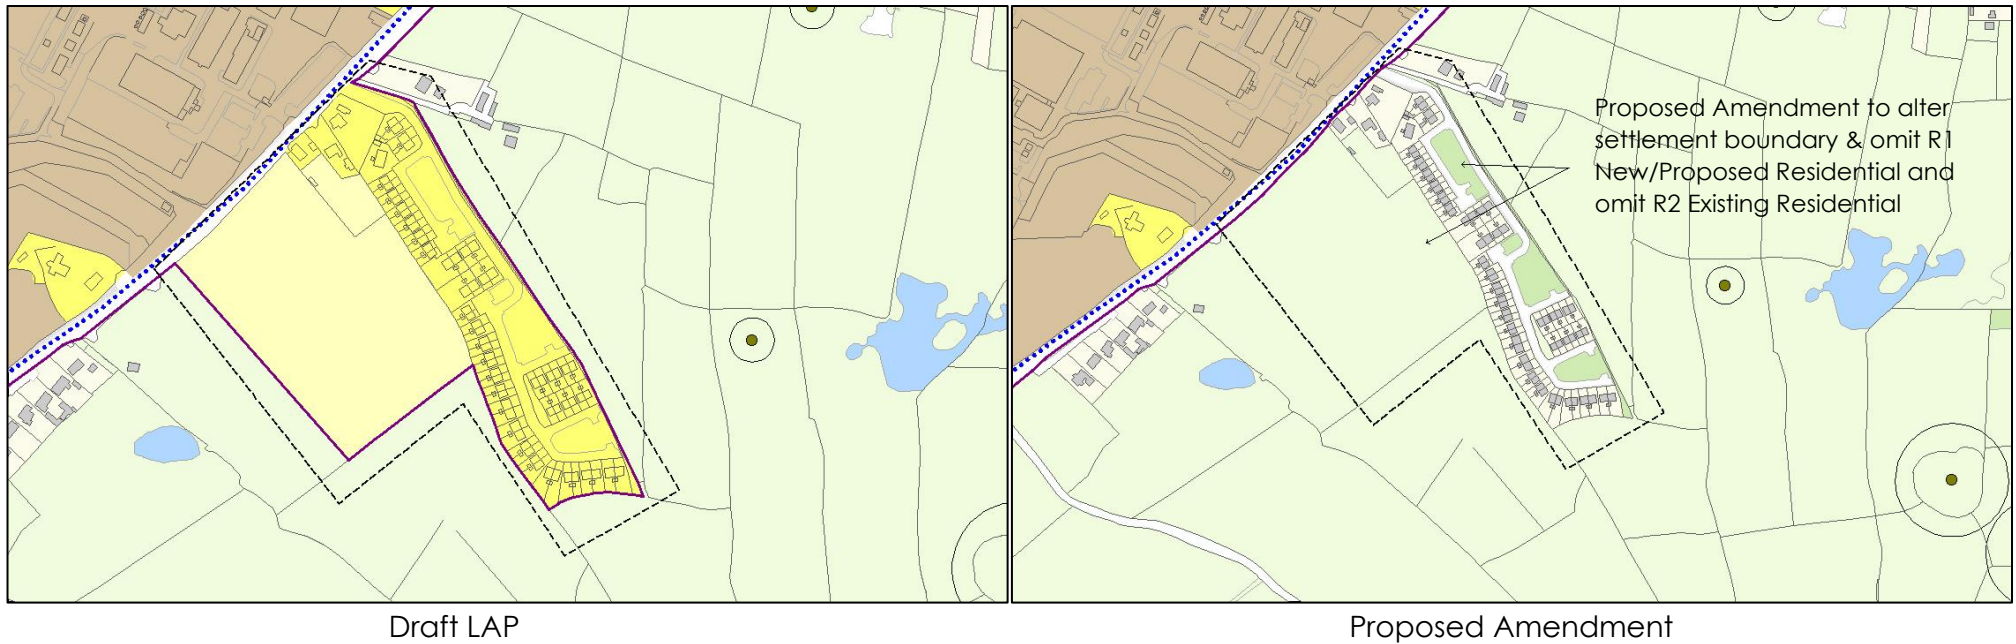 Proposed Amendment to alter
settlement boundary & omit R1
New/Proposed Residential and
omit R2 Existing Residential
Draft LAP
Proposed Amendment